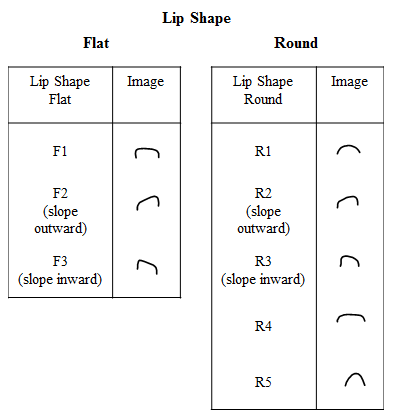 Lip Shape
Flat
Lip Shape
Flat
Image
F1
F2
(slope
outward)
F3
(slope inward)
Round
Lip Shape
Round
Image
R1
R2
(slope
outward)
R3
(slope inward)
R4
R5